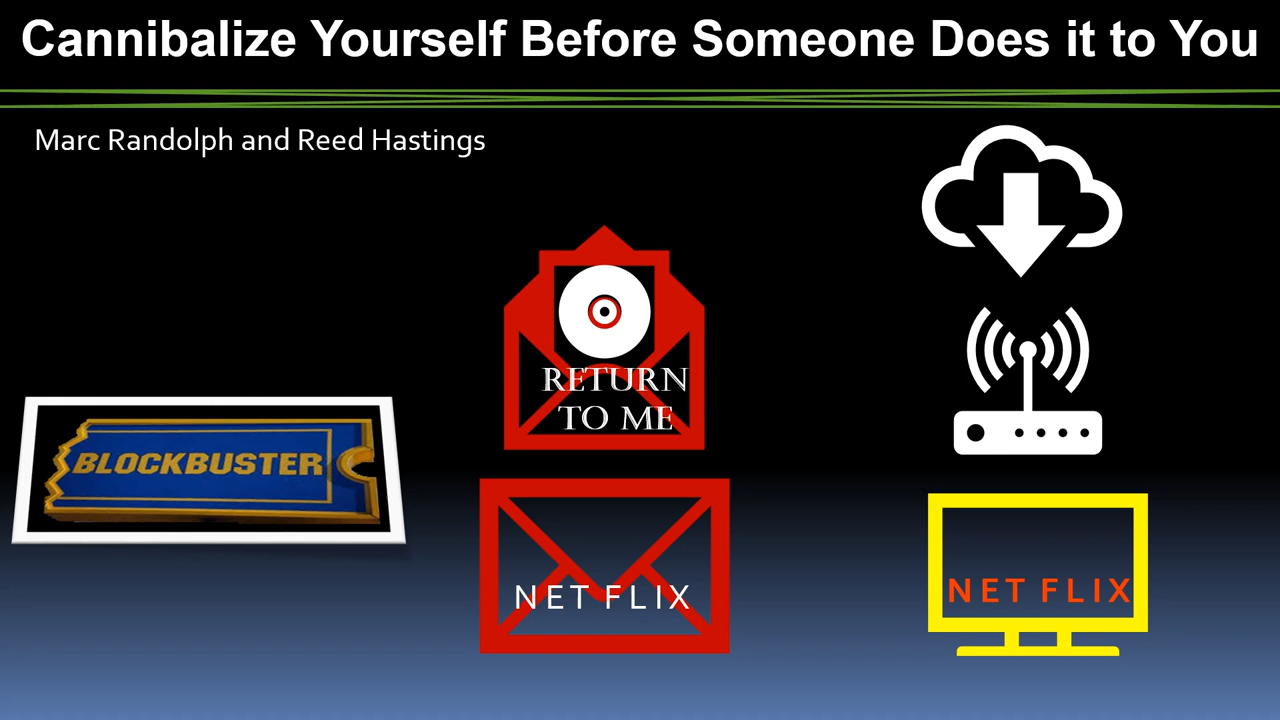 Cannibalize Yourself Before Someone Does it to You
Marc Randolph and Reed Hastings
RETURN
TO ME
BLOCKBUSTER
NET FLIX
NET FLIX